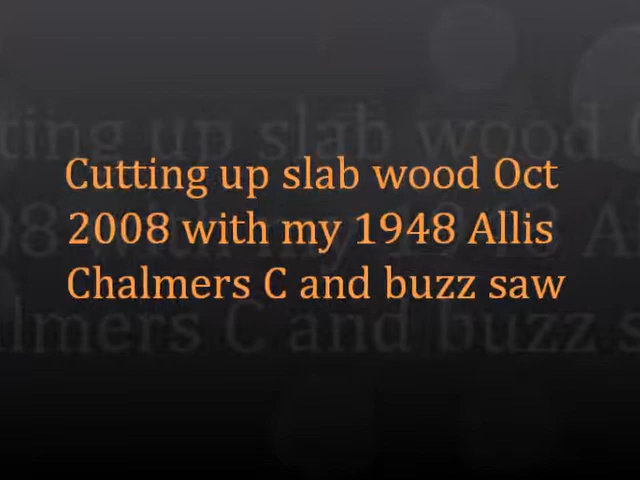 Cutting up slab wood Oct
2008 with my 1948 Allis
Chalmers C and buzz saw